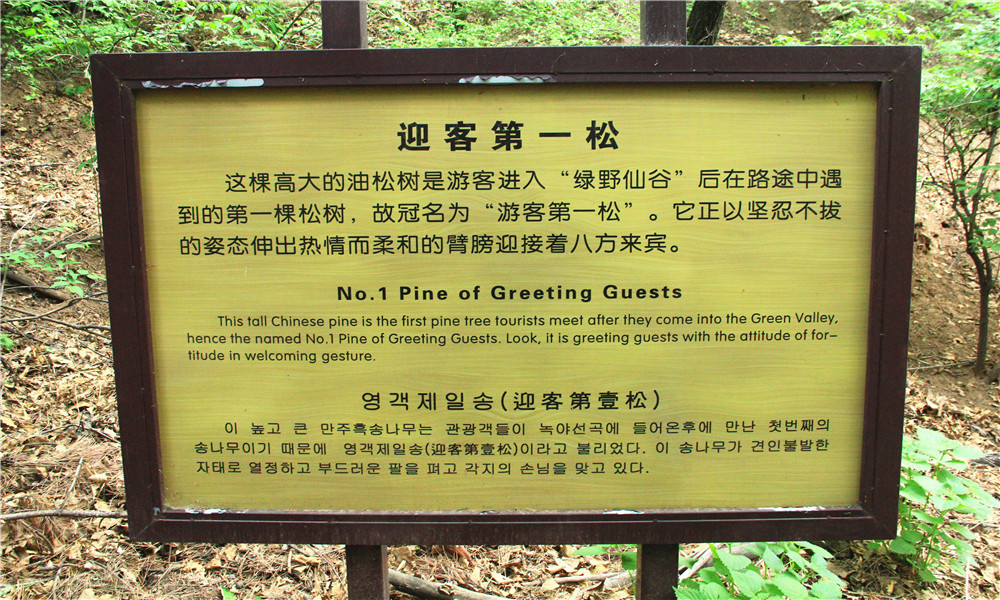 迎客第一松
这棵高大的油松树是游客进入“绿野仙谷”后在路途中遇
到的第一棵松树，故冠名为“游客第一松”。它正以坚忍不拔
的姿态伸出热情而柔和的臂膀迎接着八方来宾。
No.1 Pine of Greeting Guests
This tall Chinese pine is the first pine tree tourists meet after they come into the Green Valley,
hence the named No.1 Pine of Greeting Guests. Look, it is greeting guests with the attitude of for-
titude in welcoming gesture.
영객제일송(迎客第壹松)
이 높고 큰 만주흑송나무는 관광객들이 녹야선곡에 들어온후에 만난 첫번째의
송나무이기 때문에 영객제일송(迎客第壹松)이라고 불리었다. 이 송나무가 견인불발한
자태로 열정하고 부드러운 팔을 펴고 각지의 손님을 맞고 있다.